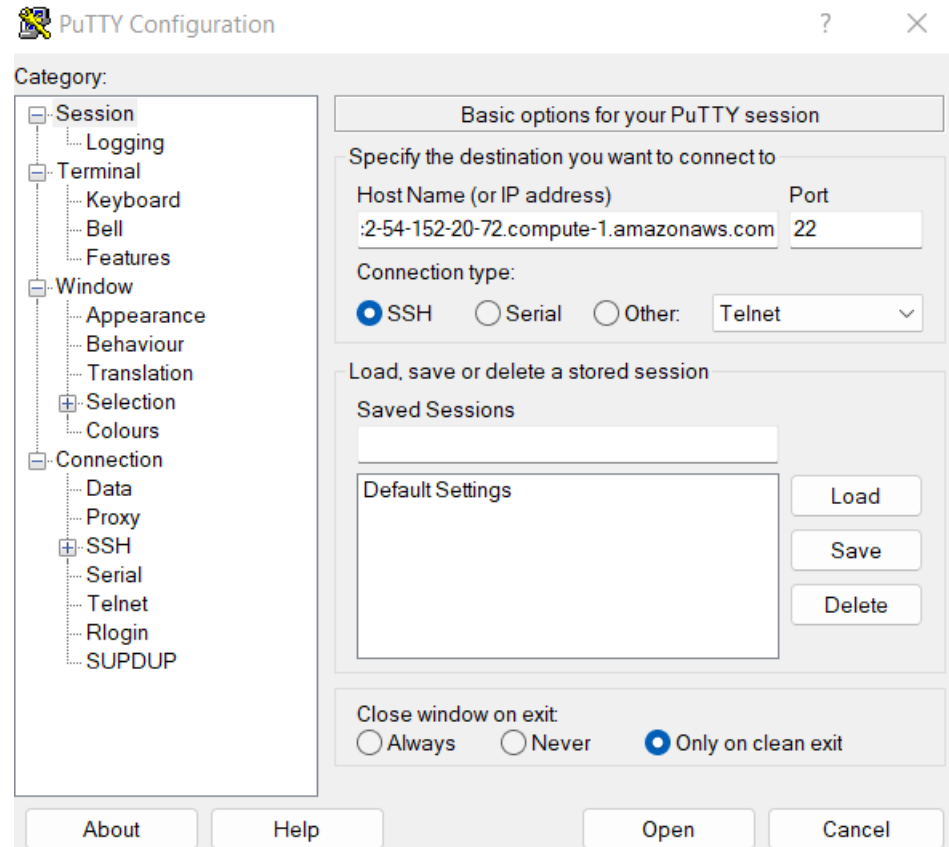 PuTTY Configuration ? ×
Category:
Session
Logging
Terminal
Keyboard
Bell
Features
Window
Appearance
Behaviour
Translation
Selection
Colours
Connection
Data
Proxy
SSH
Serial
Telnet
Rlogin
SUPDUP
Basic options for your PuTTY session
Specify the destination you want to connect to
Host Name (or IP address) Port
:2-54-152-20-72.compute-1.amazonaws.com 22
Connection type:
SSH Serial Other: Telnet
Load, save or delete a stored session
Saved Sessions
Default Settings
Load
Save
Delete
Close window on exit:
Always Never Only on clean exit
About Help Open Cancel